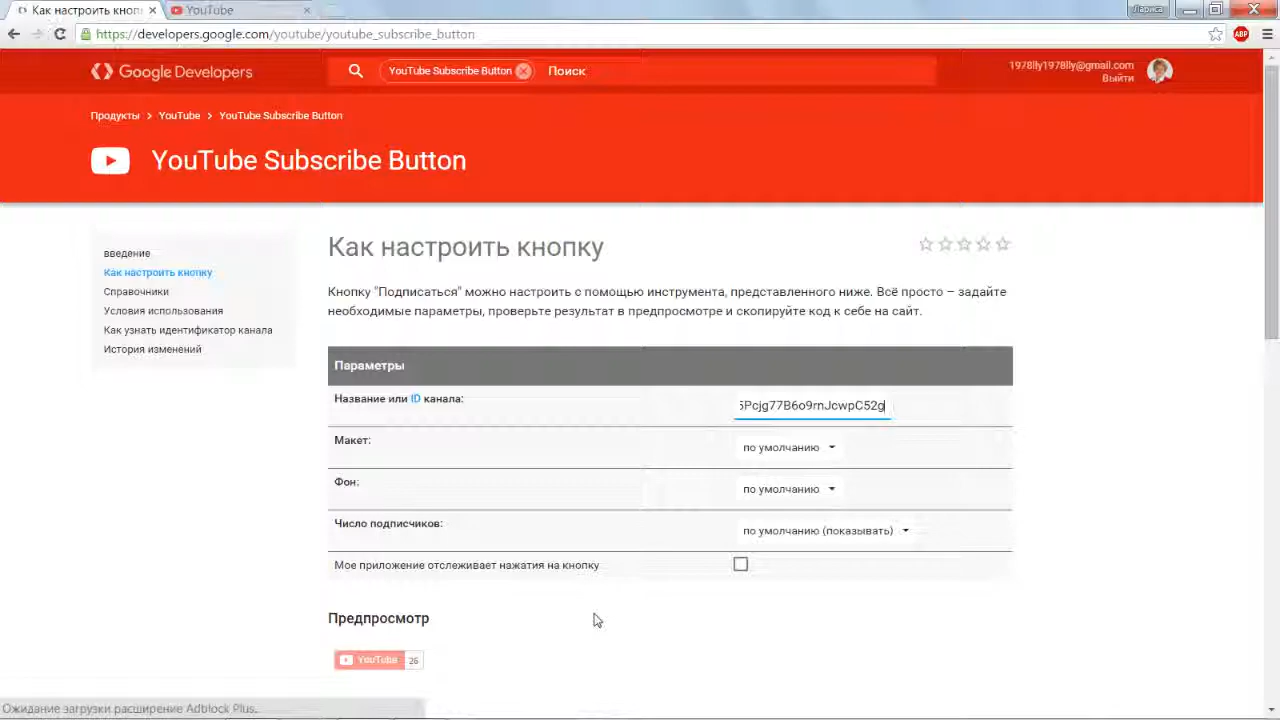 Как настроить кноп
YouTube
Лариса
https://developers.google.com/youtube/youtube_subscribe_button
ABP
Google Developers
YouTube Subscribe Button
Поиск
1978lly1978lly@gmail.com
Выйти
Продукты > YouTube > YouTube Subscribe Button
YouTube Subscribe Button
введение
Как настроить кнопку
Справочники
Условия использования
Как узнать идентификатор канала
История изменений
Как настроить кнопку
Кнопку "Подписаться" можно настроить с помощью инструмента, представленного ниже. Всё просто – задайте
необходимые параметры, проверьте результат в предпросмотре и скопируйте код к себе на сайт.
Параметры
Название или ID канала:
5Pcjg77B6o9rnJcwpC52g
Макет:
по умолчанию
Фон:
по умолчанию
Число подписчиков:
по умолчанию (показывать)
Мое приложение отслеживает нажатия на кнопку
Предпросмотр
YouTube
26
Ожидание загрузки расширение Adblock Plus...